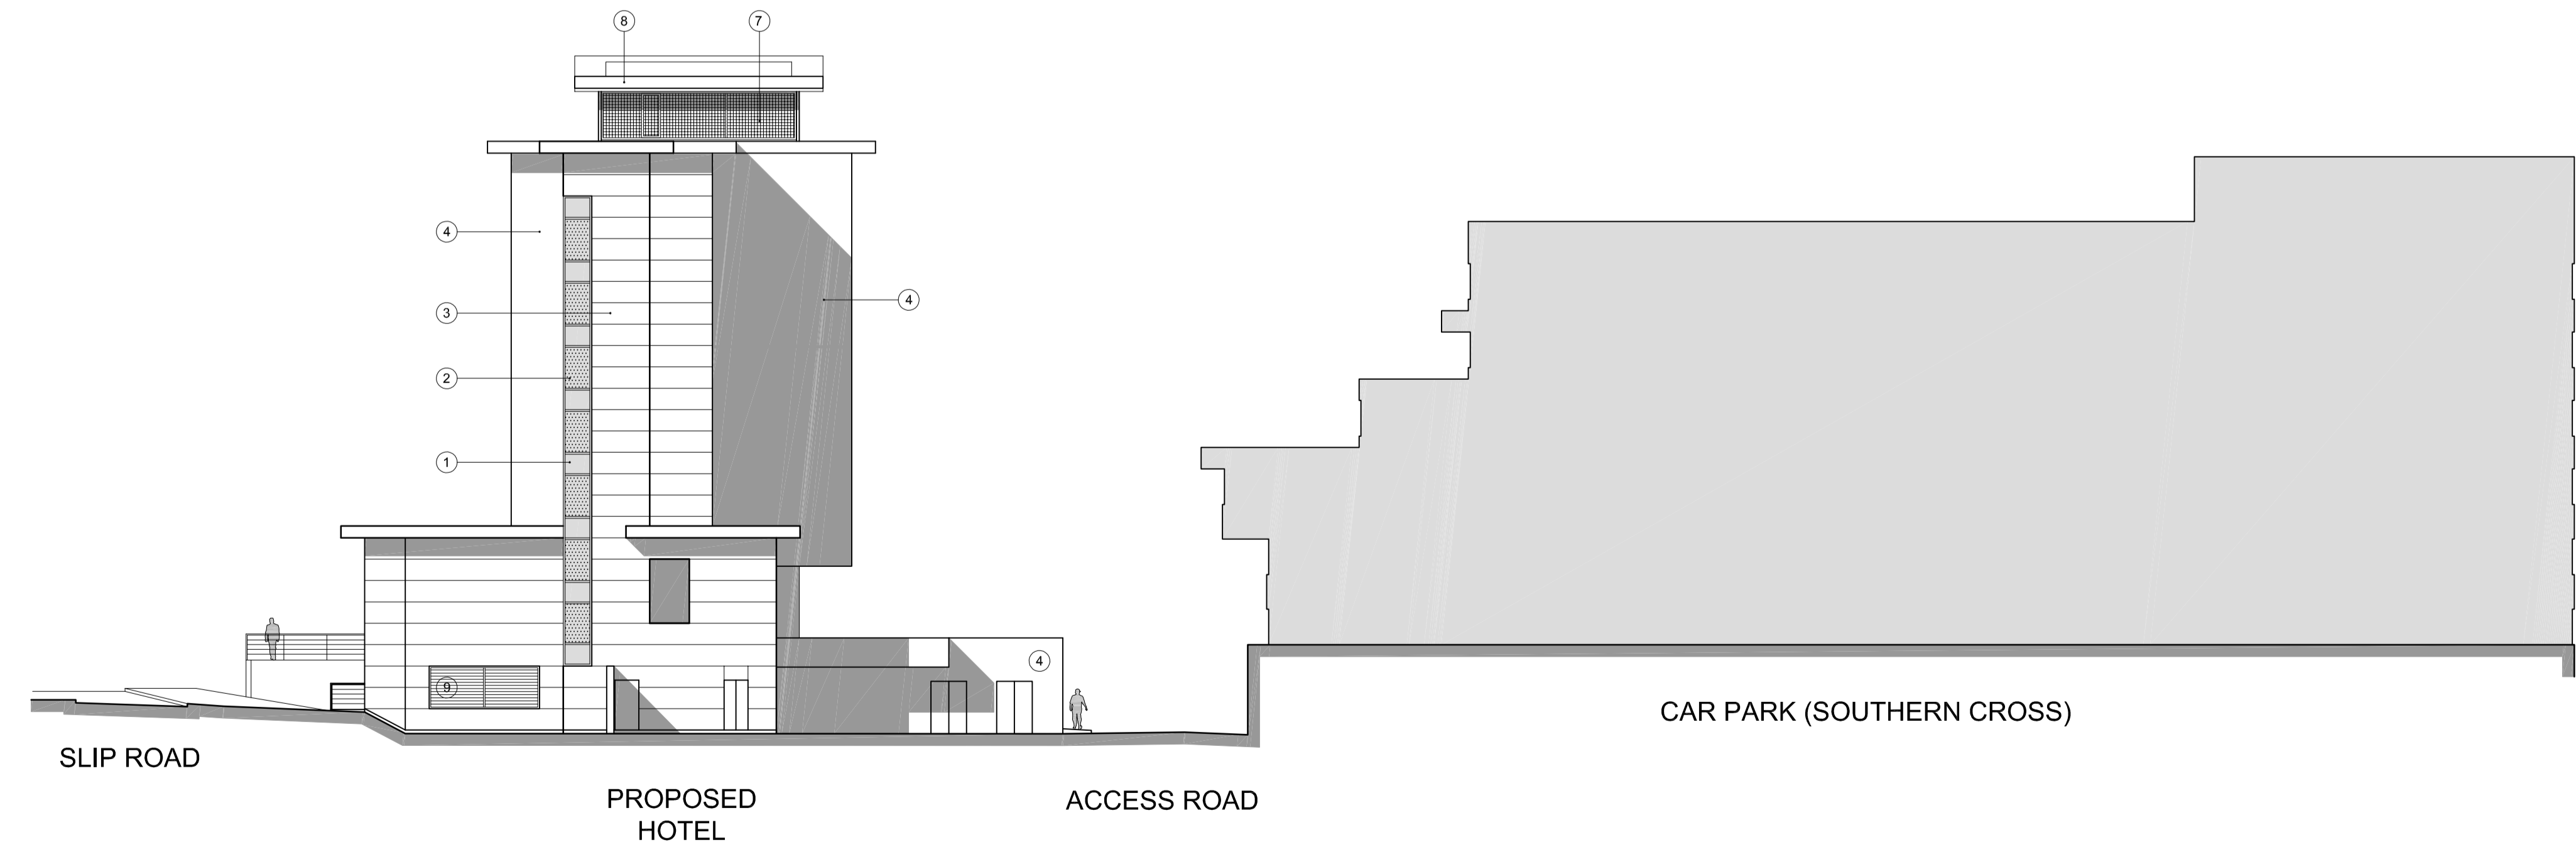 8
7
4
3
4
2
1
4
9
CAR PARK (SOUTHERN CROSS)
SLIP ROAD
PROPOSED
HOTEL
ACCESS ROAD